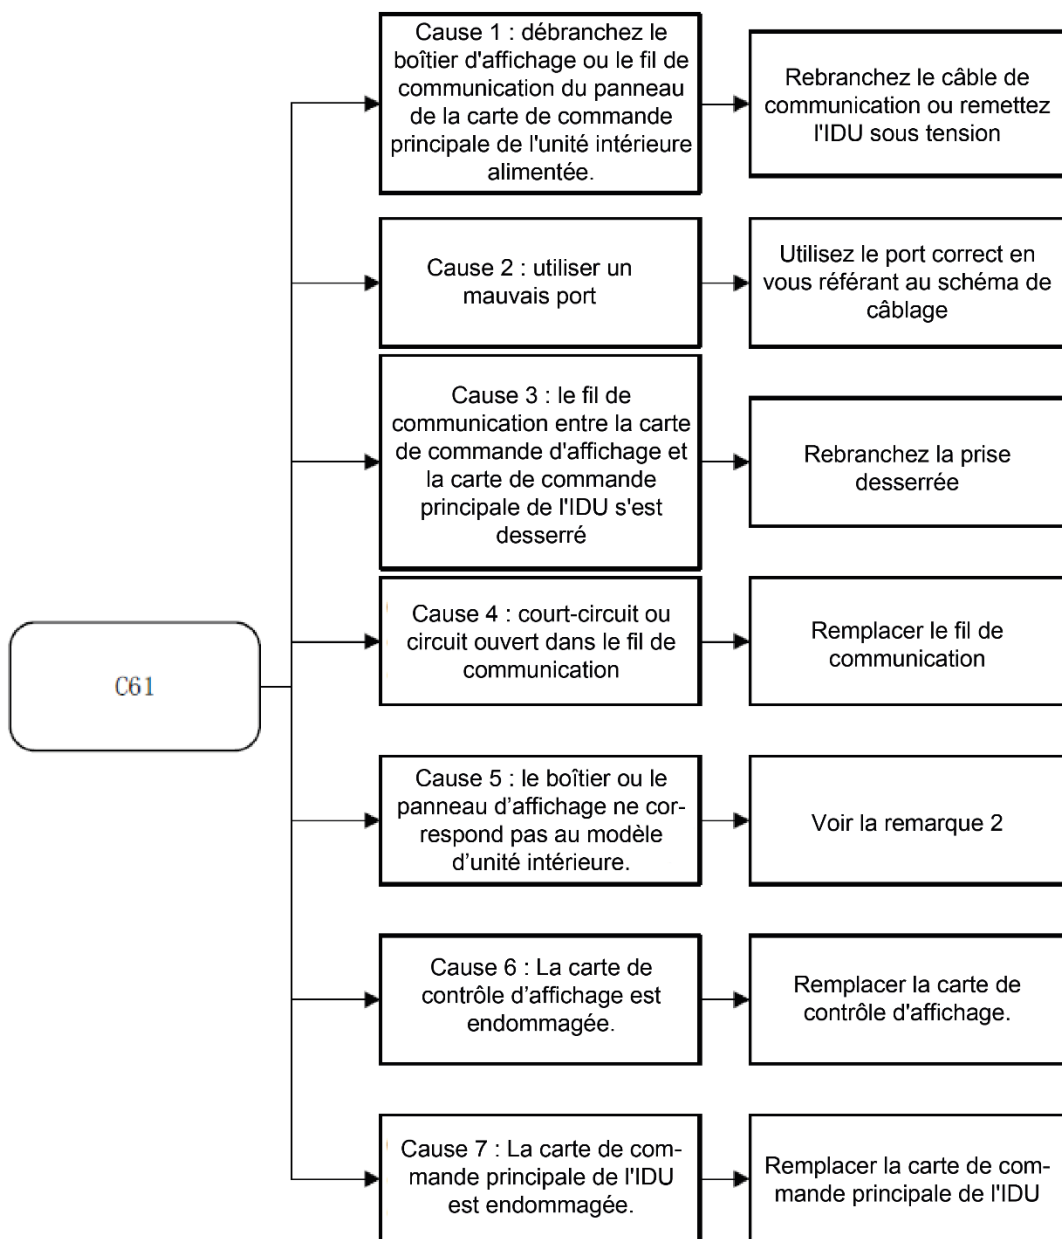 Cause 1 : débranchez le
boîtier d'affichage ou le fil de
communication du panneau
de la carte de commande
principale de l'unité intérieure
alimentée.
Rebranchez le câble de
communication ou remettez
l'IDU sous tension
Cause 2 : utiliser un
mauvais port
Utilisez le port correct en
vous référant au schéma de
câblage
Cause 3 : le fil de
communication entre la carte
de commande d'affichage et
la carte de commande
principale de l'IDU s'est
desserré
Rebranchez la prise
desserrée
Cause 4 : court-circuit ou
circuit ouvert dans le fil de
communication
Remplacer le fil de
communication
C61
Cause 5 : le boîtier ou le
panneau d’affichage ne cor-
respond pas au modèle
d’unité intérieure.
Voir la remarque 2
Cause 6 : La carte de
contrôle d’affichage est
endommagée.
Remplacer la carte de
contrôle d'affichage.
Cause 7 : La carte de com-
mande principale de l'IDU
est endommagée.
Remplacer la carte de com-
mande principale de l'IDU